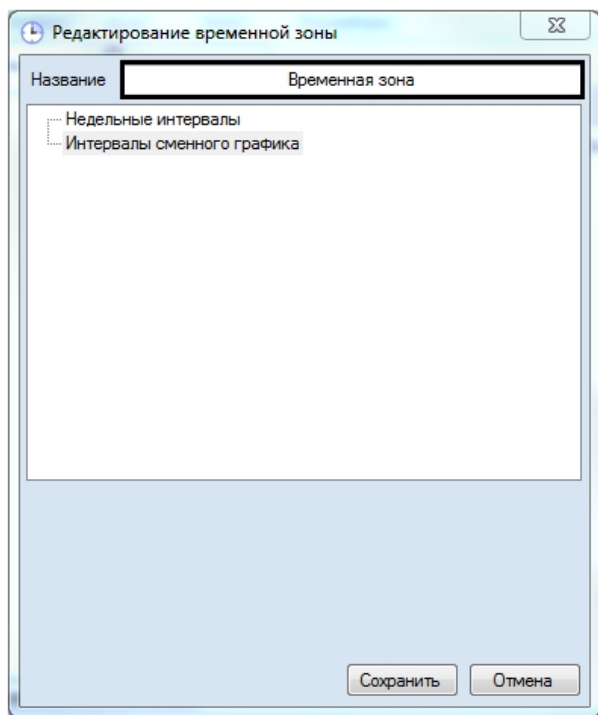 Редактирование временной зоны
Название Временная зона
Недельные интервалы
Интервалы сменного графика
Сохранить Отмена